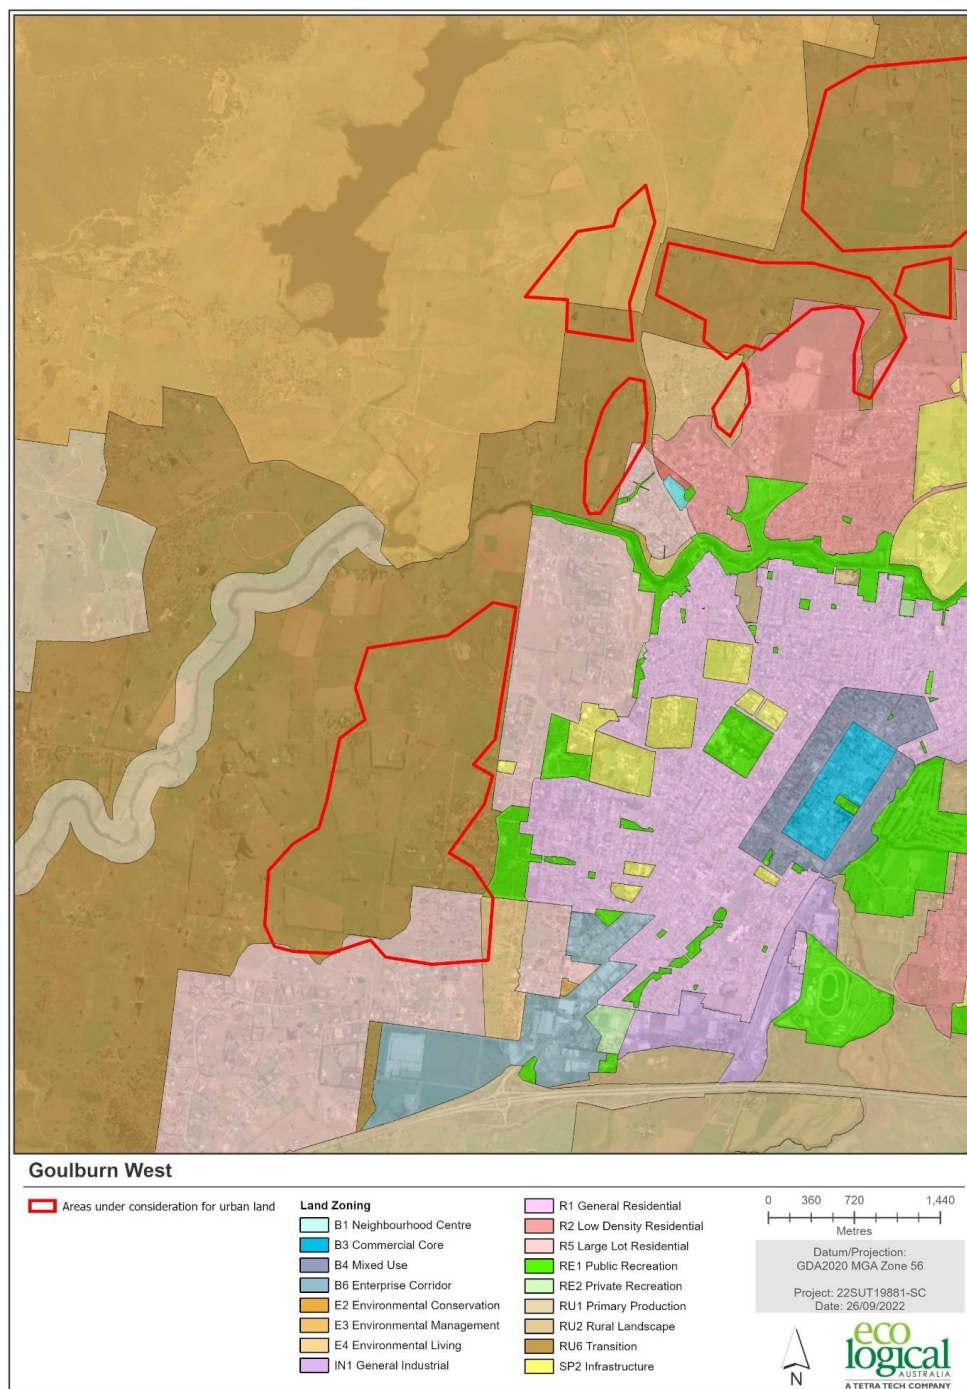 Goulburn West
Areas under consideration for urban land
Land Zoning
B1 Neighbourhood Centre
B3 Commercial Core
B4 Mixed Use
B6 Enterprise Corridor
E2 Environmental Conservation
E3 Environmental Management
E4 Environmental Living
IN1 General Industrial
R1 General Residential
R2 Low Density Residential
R5 Large Lot Residential
RE1 Public Recreation
RE2 Private Recreation
RU1 Primary Production
RU2 Rural Landscape
RU6 Transition
SP2 Infrastructure
0 360 720 1,440
Metres
Datum/Projection:
GDA2020 MGA Zone 56
Project: 22SUT19881-SC
Date: 26/09/2022
N
eco
logical
AUSTRALIA
A TETRA TECH COMPANY